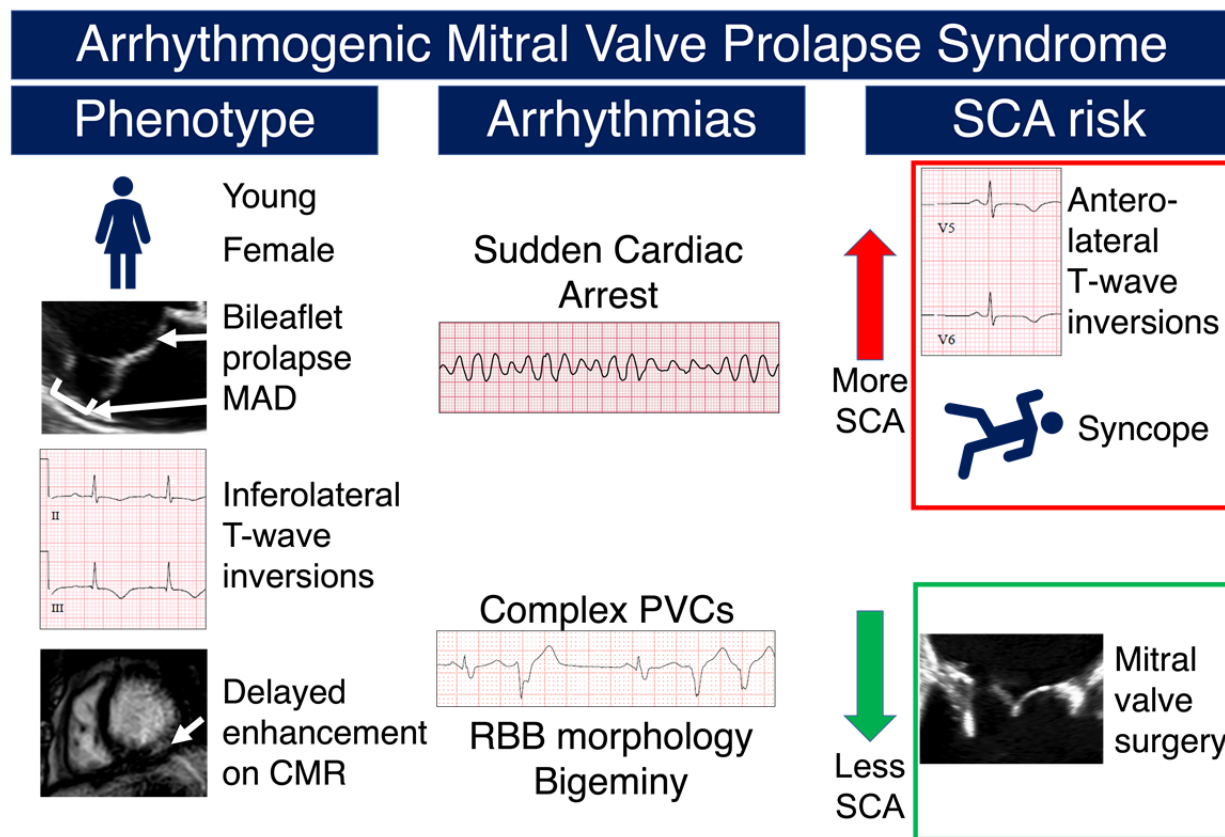 Arrhythmogenic Mitral Valve Prolapse Syndrome
Phenotype
Young
Female
Bileaflet
prolapse
MAD
II
III
Inferolateral
T-wave
inversions
Delayed
enhancement
on CMR
Arrhythmias
Sudden Cardiac
Arrest
Complex PVCs
RBB morphology
Bigeminy
SCA risk
More
SCA
V5
V6
Antero-
lateral
T-wave
inversions
Syncope
Less
SCA
Mitral
valve
surgery